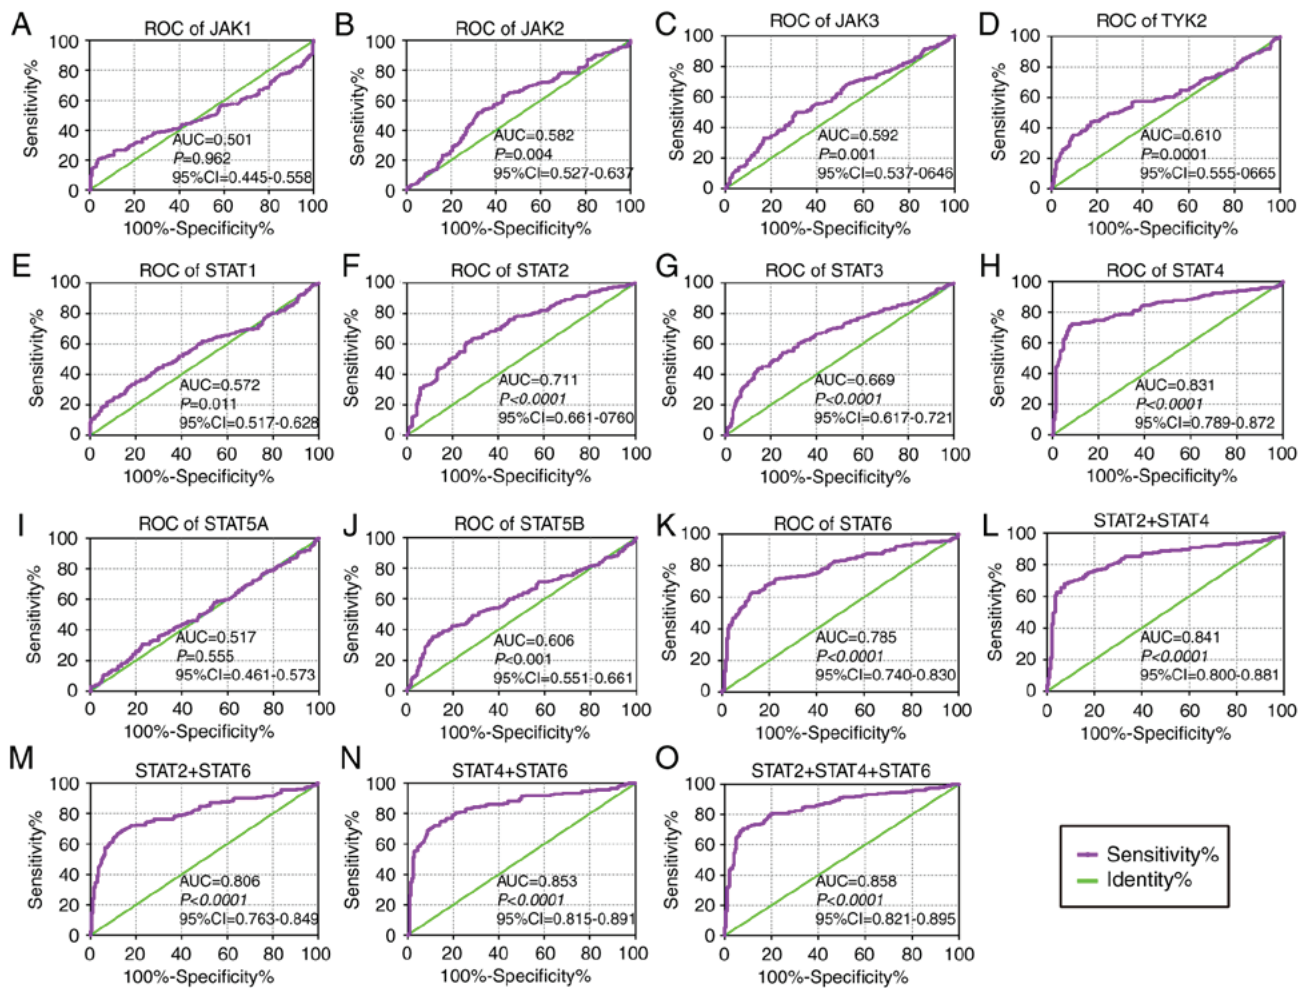 A
ROC of JAK1
100
80
60
40
20
0
Sensitivity%
AUC=0.501
P=0.962
95%CI=0.445-0.558
0 20 40 60 80 100
100%-Specificity%
B
ROC of JAK2
100
80
60
40
20
0
Sensitivity%
AUC=0.582
P=0.004
95%CI=0.527-0.637
0 20 40 60 80 100
100%-Specificity%
C
ROC of JAK3
100
80
60
40
20
0
Sensitivity%
AUC=0.592
P=0.001
95%CI=0.537-0646
0 20 40 60 80 100
100%-Specificity%
D
ROC of TYK2
100
80
60
40
20
0
Sensitivity%
AUC=0.610
P=0.0001
95%CI=0.555-0665
0 20 40 60 80 100
100%-Specificity%
E
ROC of STAT1
100
80
60
40
20
0
Sensitivity%
AUC=0.572
P=0.011
95%CI=0.517-0.628
0 20 40 60 80 100
100%-Specificity%
F
ROC of STAT2
100
80
60
40
20
0
Sensitivity%
AUC=0.711
P<0.0001
95%CI=0.661-0760
0 20 40 60 80 100
100%-Specificity%
G
ROC of STAT3
100
80
60
40
20
0
Sensitivity%
AUC=0.669
P<0.0001
95%CI=0.617-0.721
0 20 40 60 80 100
100%-Specificity%
H
ROC of STAT4
100
80
60
40
20
0
Sensitivity%
AUC=0.831
P<0.0001
95%CI=0.789-0.872
0 20 40 60 80 100
100%-Specificity%
I
ROC of STAT5A
100
80
60
40
20
0
Sensitivity%
AUC=0.517
P=0.555
95%CI=0.461-0.573
0 20 40 60 80 100
100%-Specificity%
J
ROC of STAT5B
100
80
60
40
20
0
Sensitivity%
AUC=0.606
P<0.001
95%CI=0.551-0.661
0 20 40 60 80 100
100%-Specificity%
K
ROC of STAT6
100
80
60
40
20
0
Sensitivity%
AUC=0.785
P<0.0001
95%CI=0.740-0.830
0 20 40 60 80 100
100%-Specificity%
L
STAT2+STAT4
100
80
60
40
20
0
Sensitivity%
AUC=0.841
P<0.0001
95%CI=0.800-0.881
0 20 40 60 80 100
100%-Specificity%
M
STAT2+STAT6
100
80
60
40
20
0
Sensitivity%
AUC=0.806
P<0.0001
95%CI=0.763-0.849
0 20 40 60 80 100
100%-Specificity%
N
STAT4+STAT6
100
80
60
40
20
0
Sensitivity%
AUC=0.853
P<0.0001
95%CI=0.815-0.891
0 20 40 60 80 100
100%-Specificity%
O
STAT2+STAT4+STAT6
100
80
60
40
20
0
Sensitivity%
AUC=0.858
P<0.0001
95%CI=0.821-0.895
0 20 40 60 80 100
100%-Specificity%
Sensitivity%
Identity%